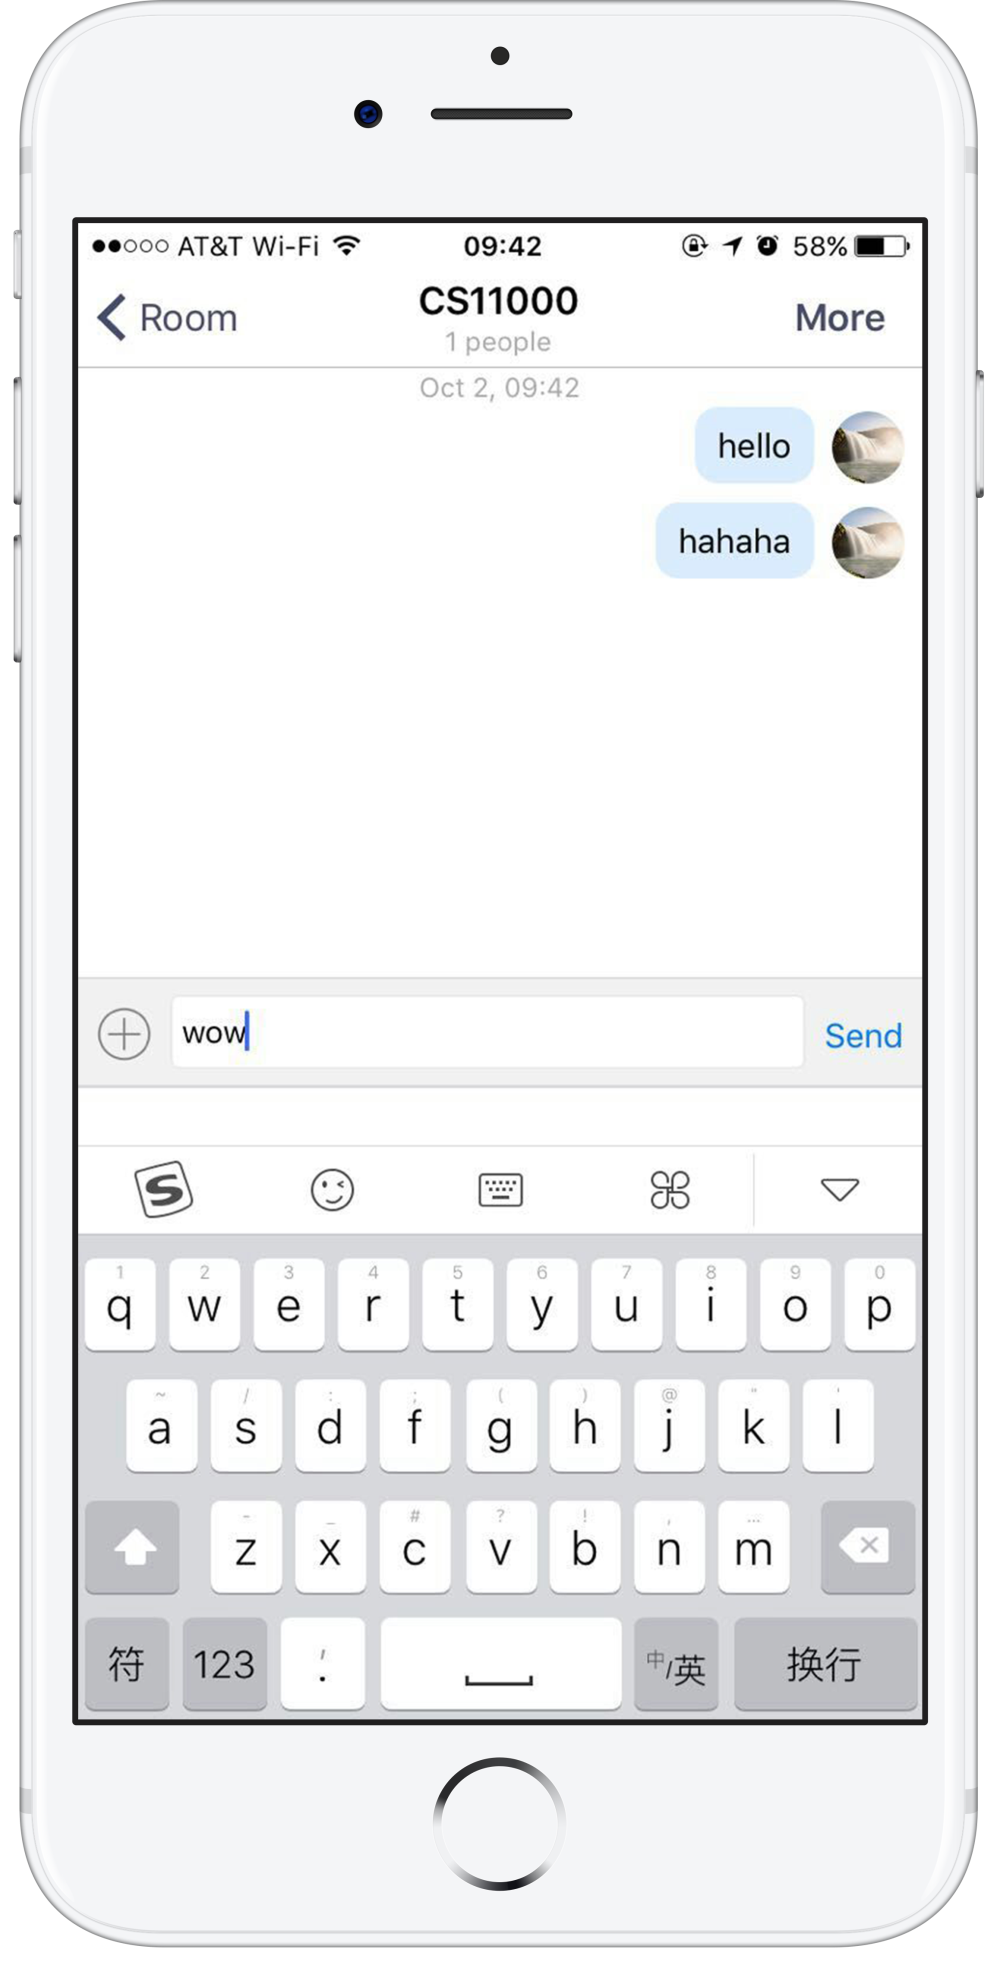 AT&T Wi-Fi 09:42 58%
Room CS11000 More
1 people
Oct 2, 09:42
hello
hahaha
wow Send
S
1 2 3 4 5 6 7 8 9 0
q w e r t y u i o p
~ / : ; ( ) @ " '
a s d f g h j k l
- _ # ? ! , ...
z x c v b n m
符 123 , . 中/英 换行